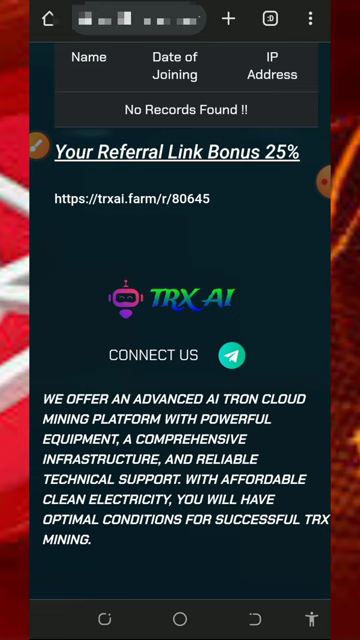 :D
Name
Date of
Joining
IP
Address
No Records Found !!
Your Referral Link Bonus 25%
https://trxai.farm/r/80645
TRX AI
CONNECT US
WE OFFER AN ADVANCED AI TRON CLOUD
MINING PLATFORM WITH POWERFUL
EQUIPMENT, A COMPREHENSIVE
INFRASTRUCTURE, AND RELIABLE
TECHNICAL SUPPORT. WITH AFFORDABLE
CLEAN ELECTRICITY, YOU WILL HAVE
OPTIMAL CONDITIONS FOR SUCCESSFUL TRX
MINING.